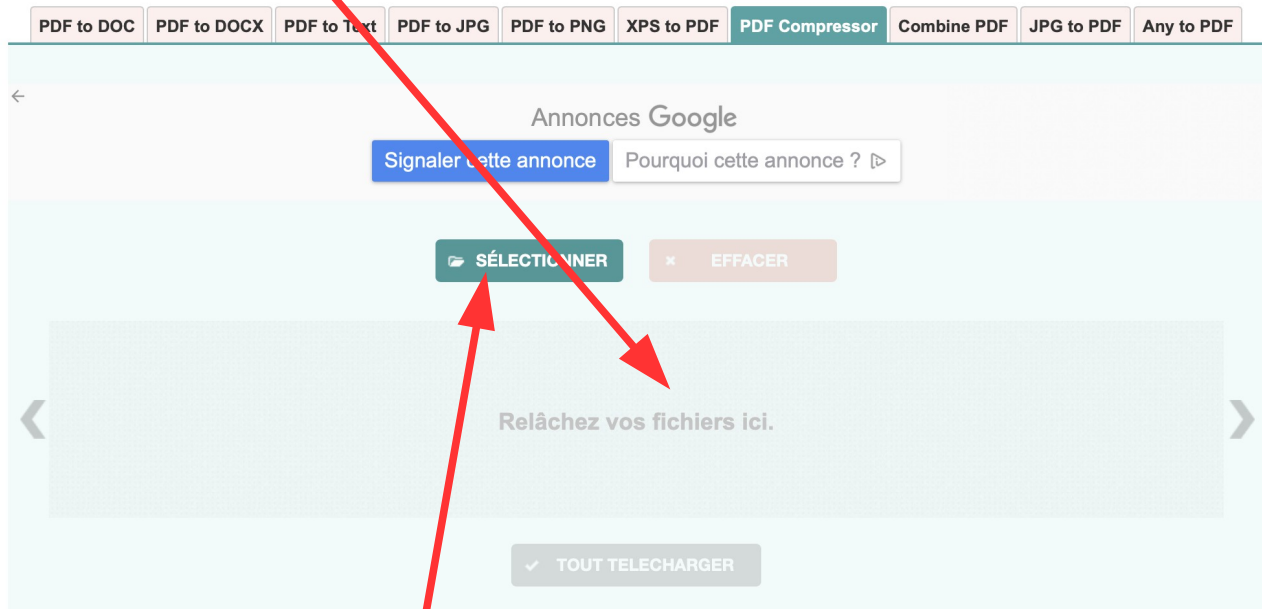 PDF to DOC PDF to DOCX PDF to Text PDF to JPG PDF to PNG XPS to PDF PDF Compressor Combine PDF JPG to PDF Any to PDF
Annonces Google
Signaler cette annonce Pourquoi cette annonce ?
SÉLECTIONNER EFFACER
Relâchez vos fichiers ici.
TOUT TELECHARGER